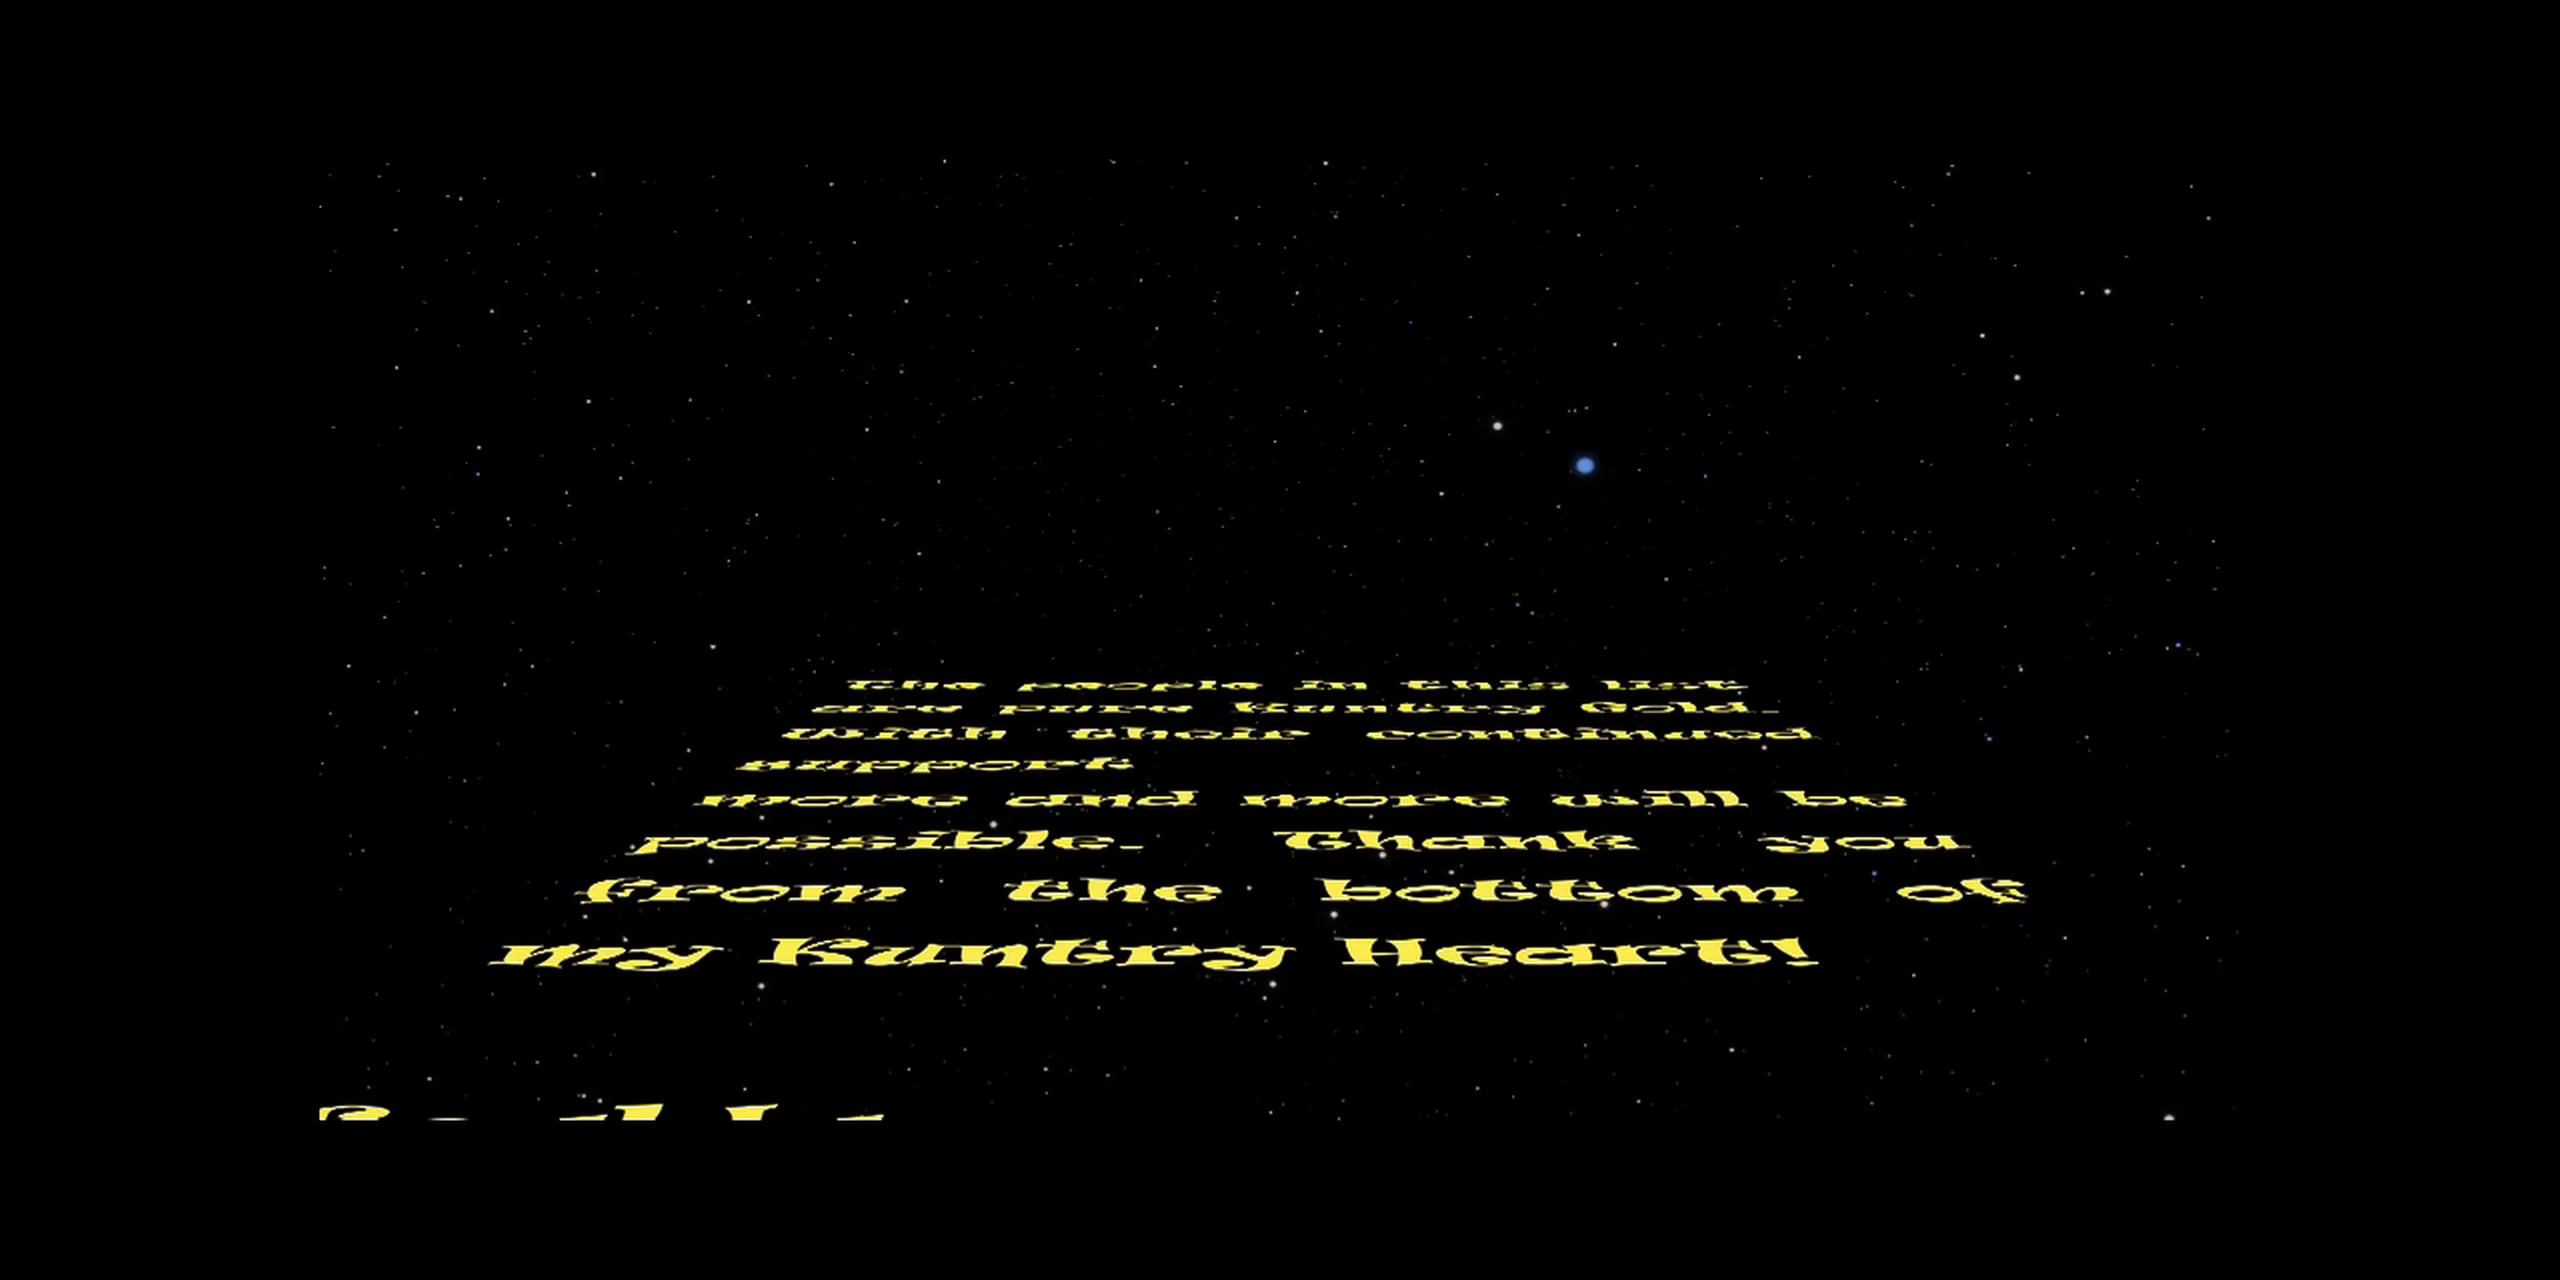 The people in this list
are pure Kuntry Gold.
With their continued
support
more and more will be
possible. Thank you
from the bottom of
my Kuntry Heart!